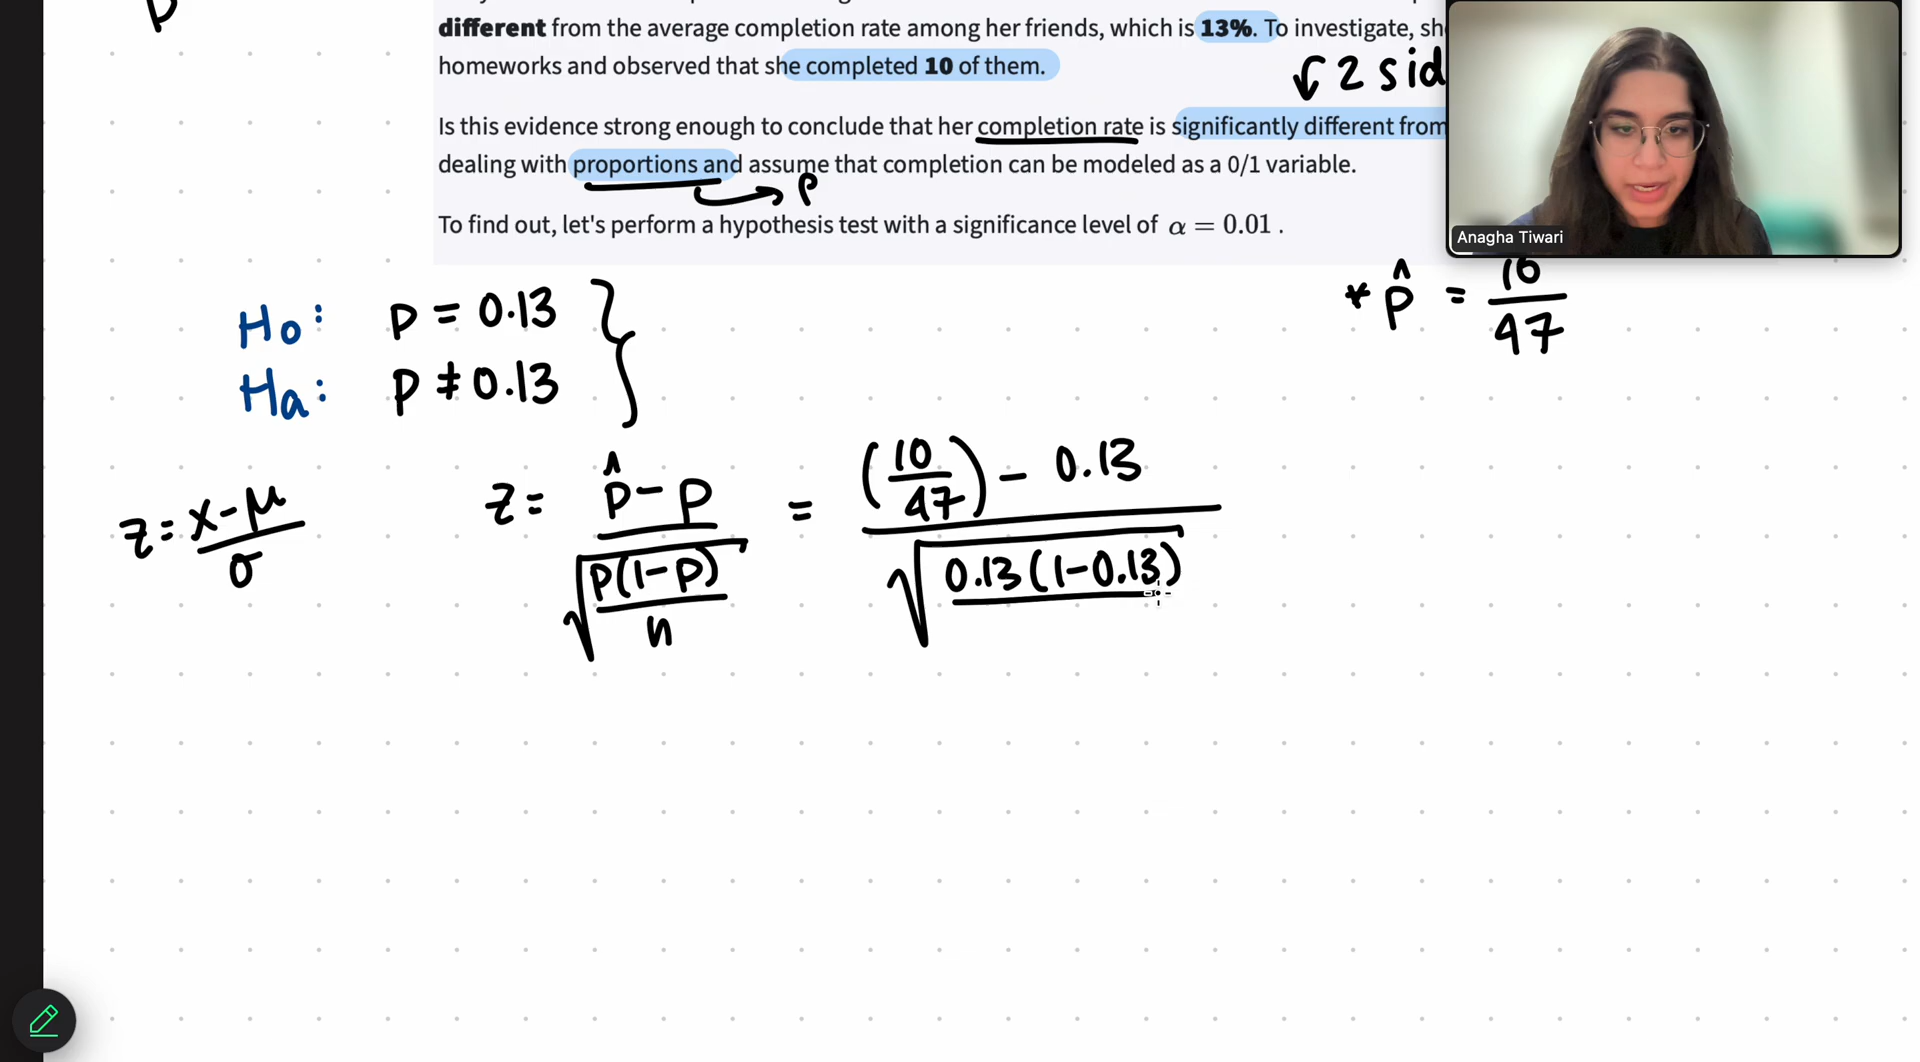 p
different from the average completion rate among her friends, which is 13%. To investigate, sh
homeworks and observed that she completed 10 of them.
2 sid
Is this evidence strong enough to conclude that her completion rate is significantly different from
dealing with proportions and assume that completion can be modeled as a 0/1 variable.
p
To find out, let's perform a hypothesis test with a significance level of α = 0.01 .
Anagha Tiwari
* p̂ = 10/47
Ho: p = 0.13
Ha: p ≠ 0.13
z = (x - μ)/σ
z = (p̂ - p)/√(p(1-p)/n) = ((10/47) - 0.13)/√(0.13(1-0.13)